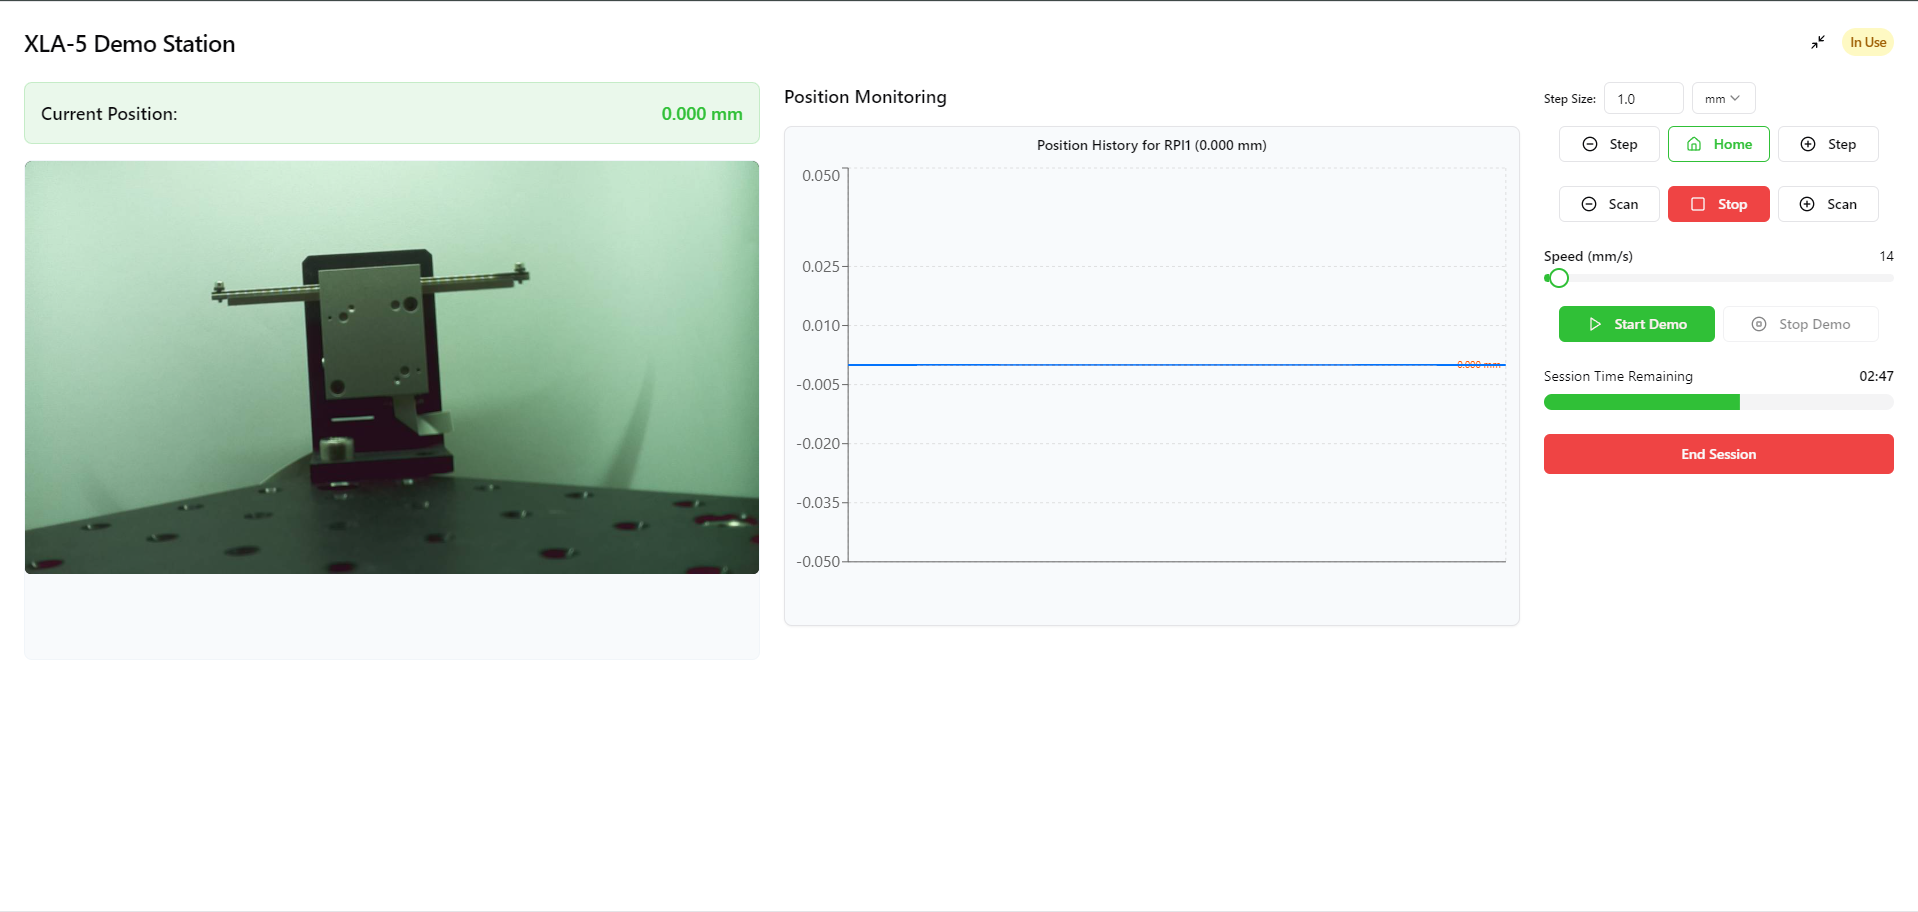 XLA-5 Demo Station
In Use
Current Position:
0.000 mm
Position Monitoring
Position History for RPI1 (0.000 mm)
0.050
0.025
0.010
-0.005
-0.020
-0.035
-0.050
0.000 mm
Step Size:
1.0
mm
Step
Home
Step
Scan
Stop
Scan
Speed (mm/s)
14
Start Demo
Stop Demo
Session Time Remaining
02:47
End Session